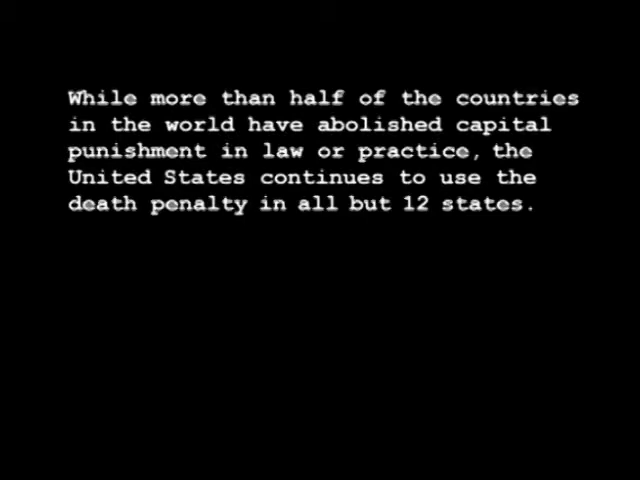 While more than half of the countries
in the world have abolished capital
punishment in law or practice, the
United States continues to use the
death penalty in all but 12 states.